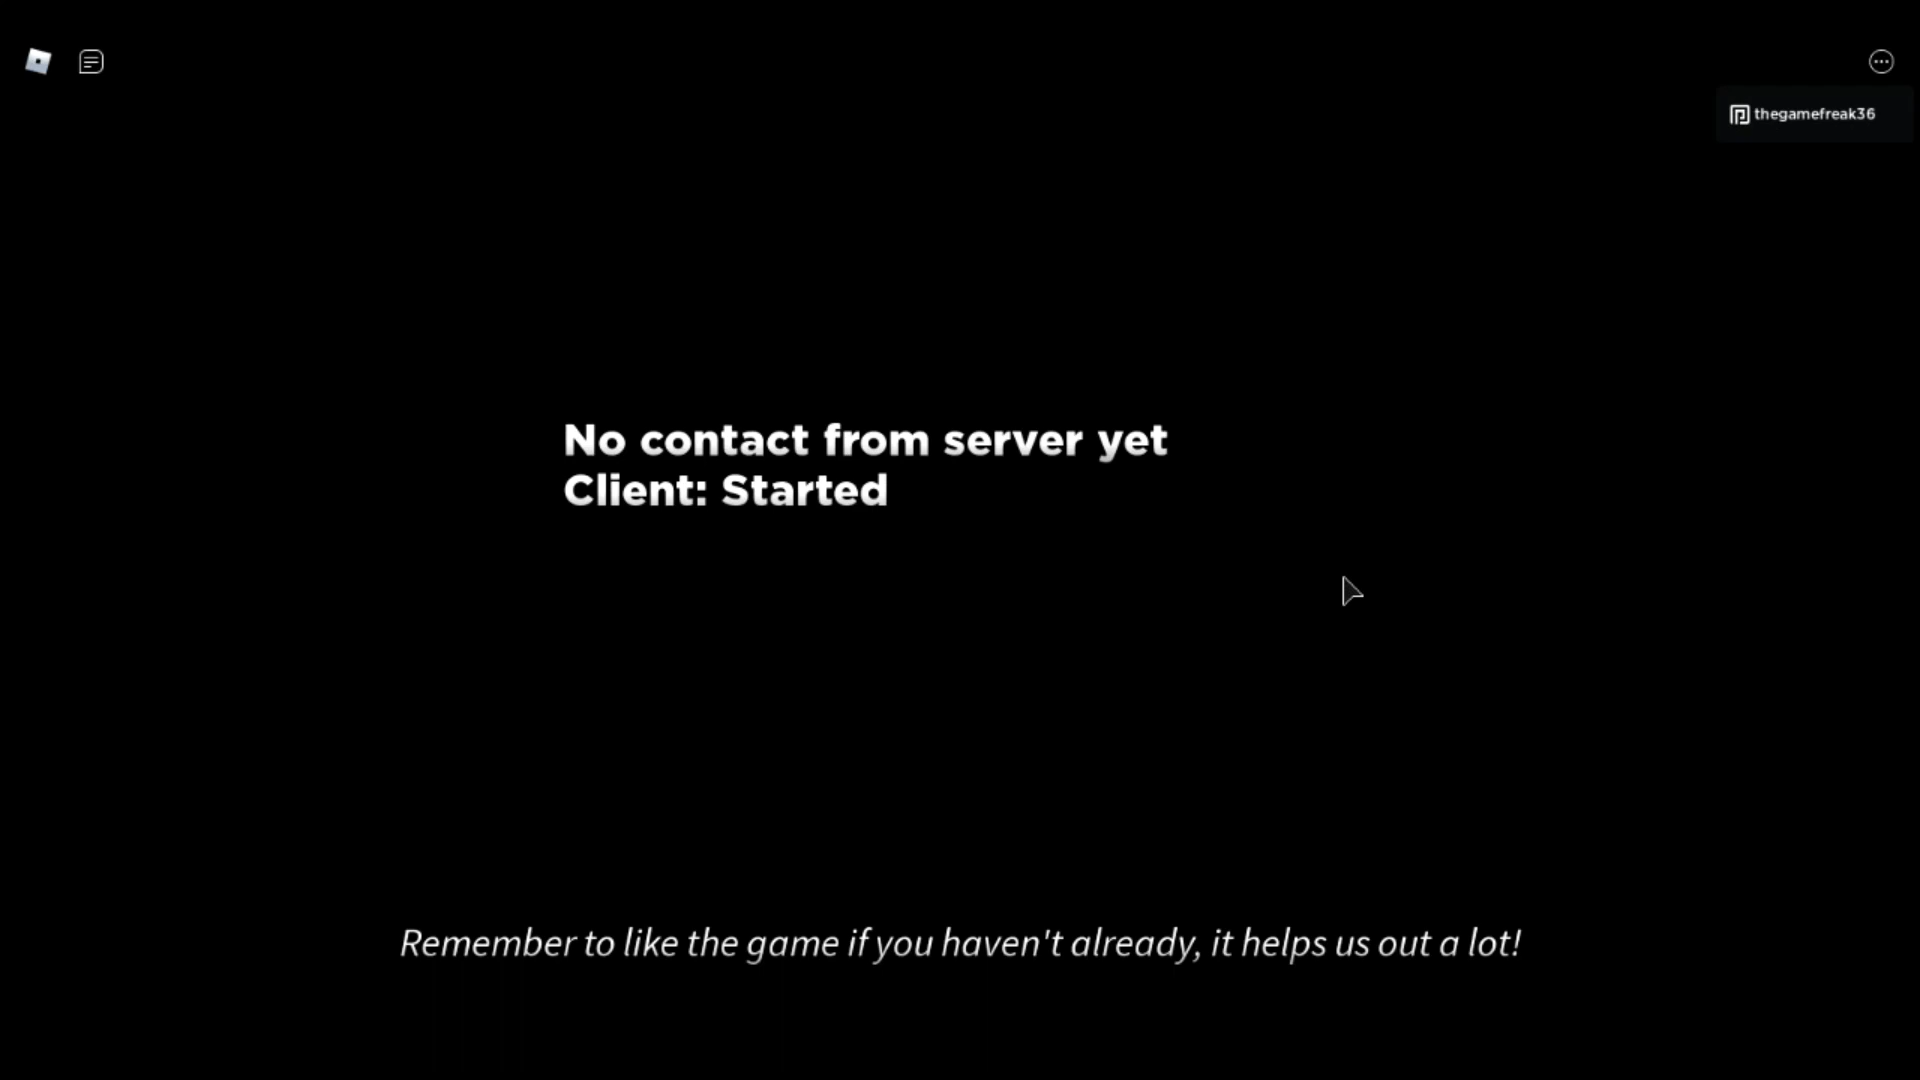 thegamefreak36
No contact from server yet
Client: Started
Remember to like the game if you haven't already, it helps us out a lot!